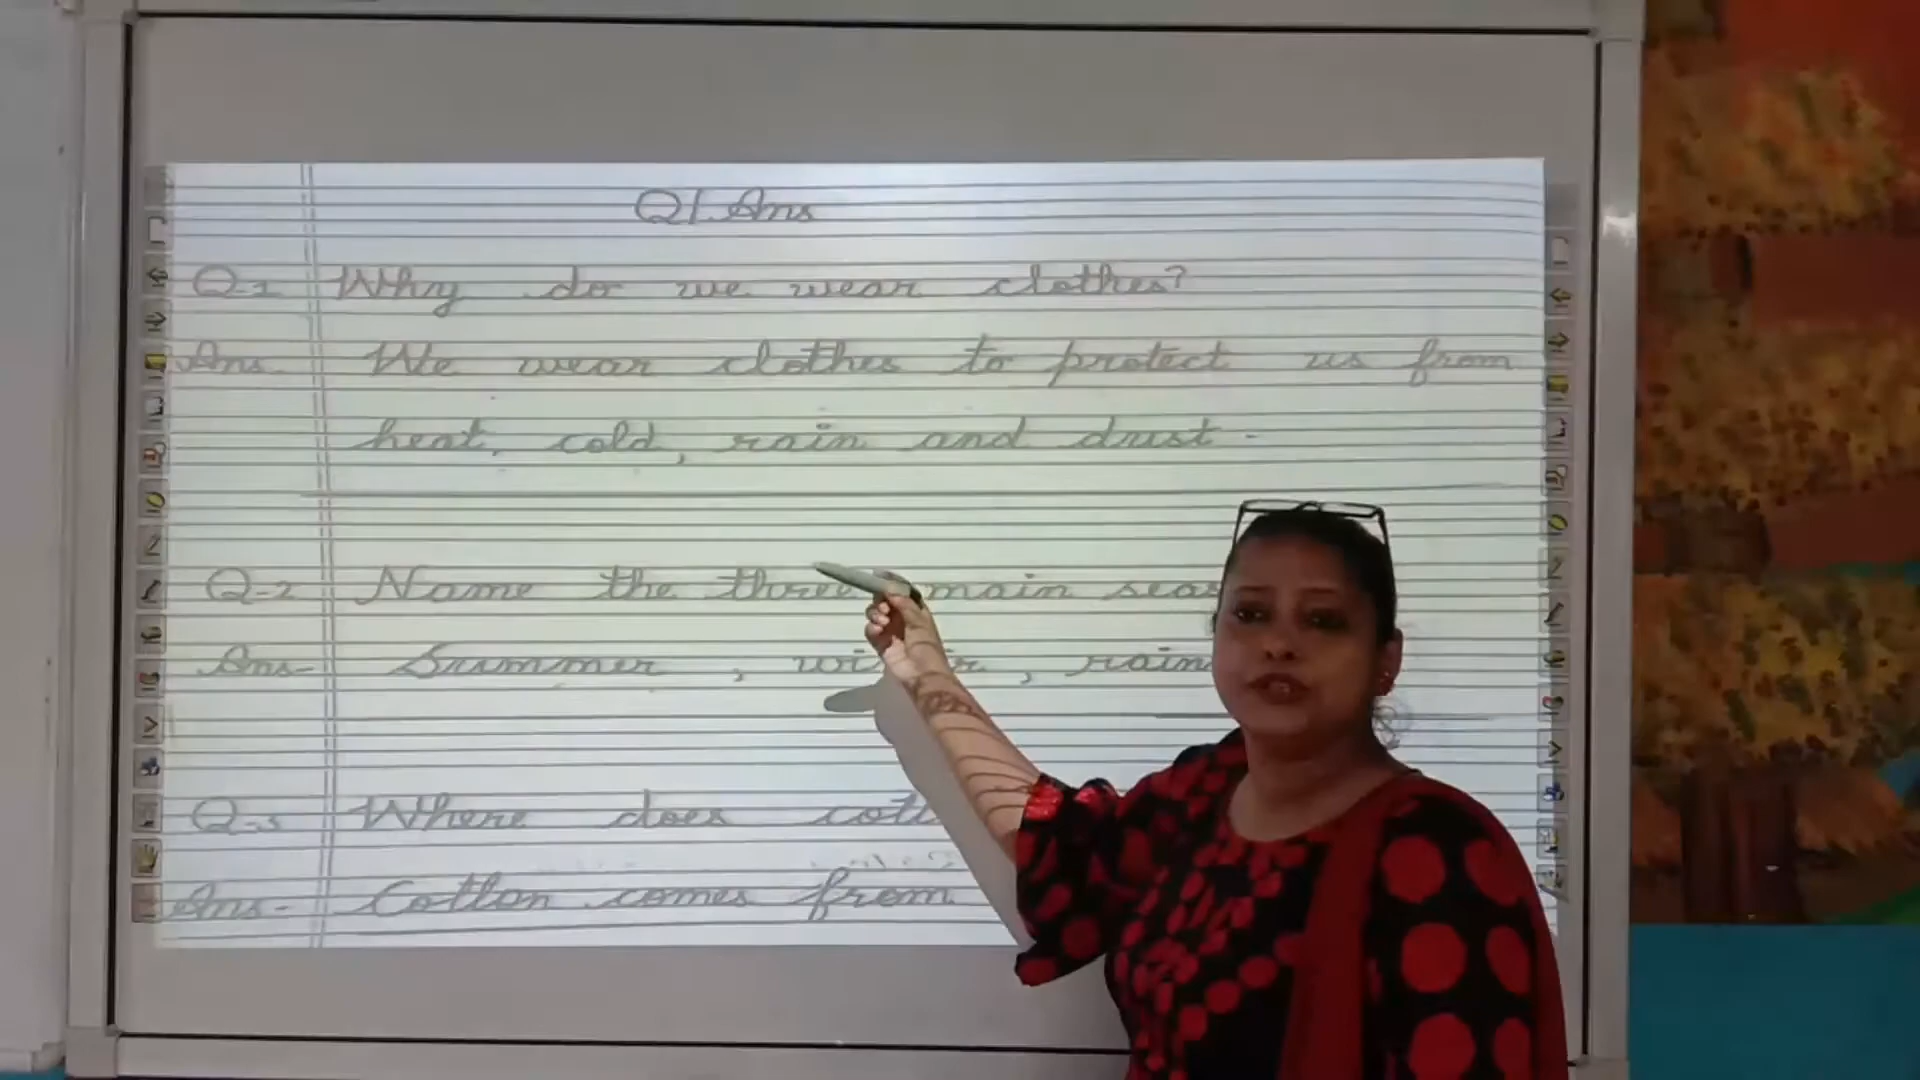 Q1.Ans
Q-1 Why do we wear clothes?
Ans. We wear clothes to protect us from
heat, cold, rain and dust.
Q-2 Name the three main
Ans- Summer,
Q-3 Where does
Ans- Cotton comes from